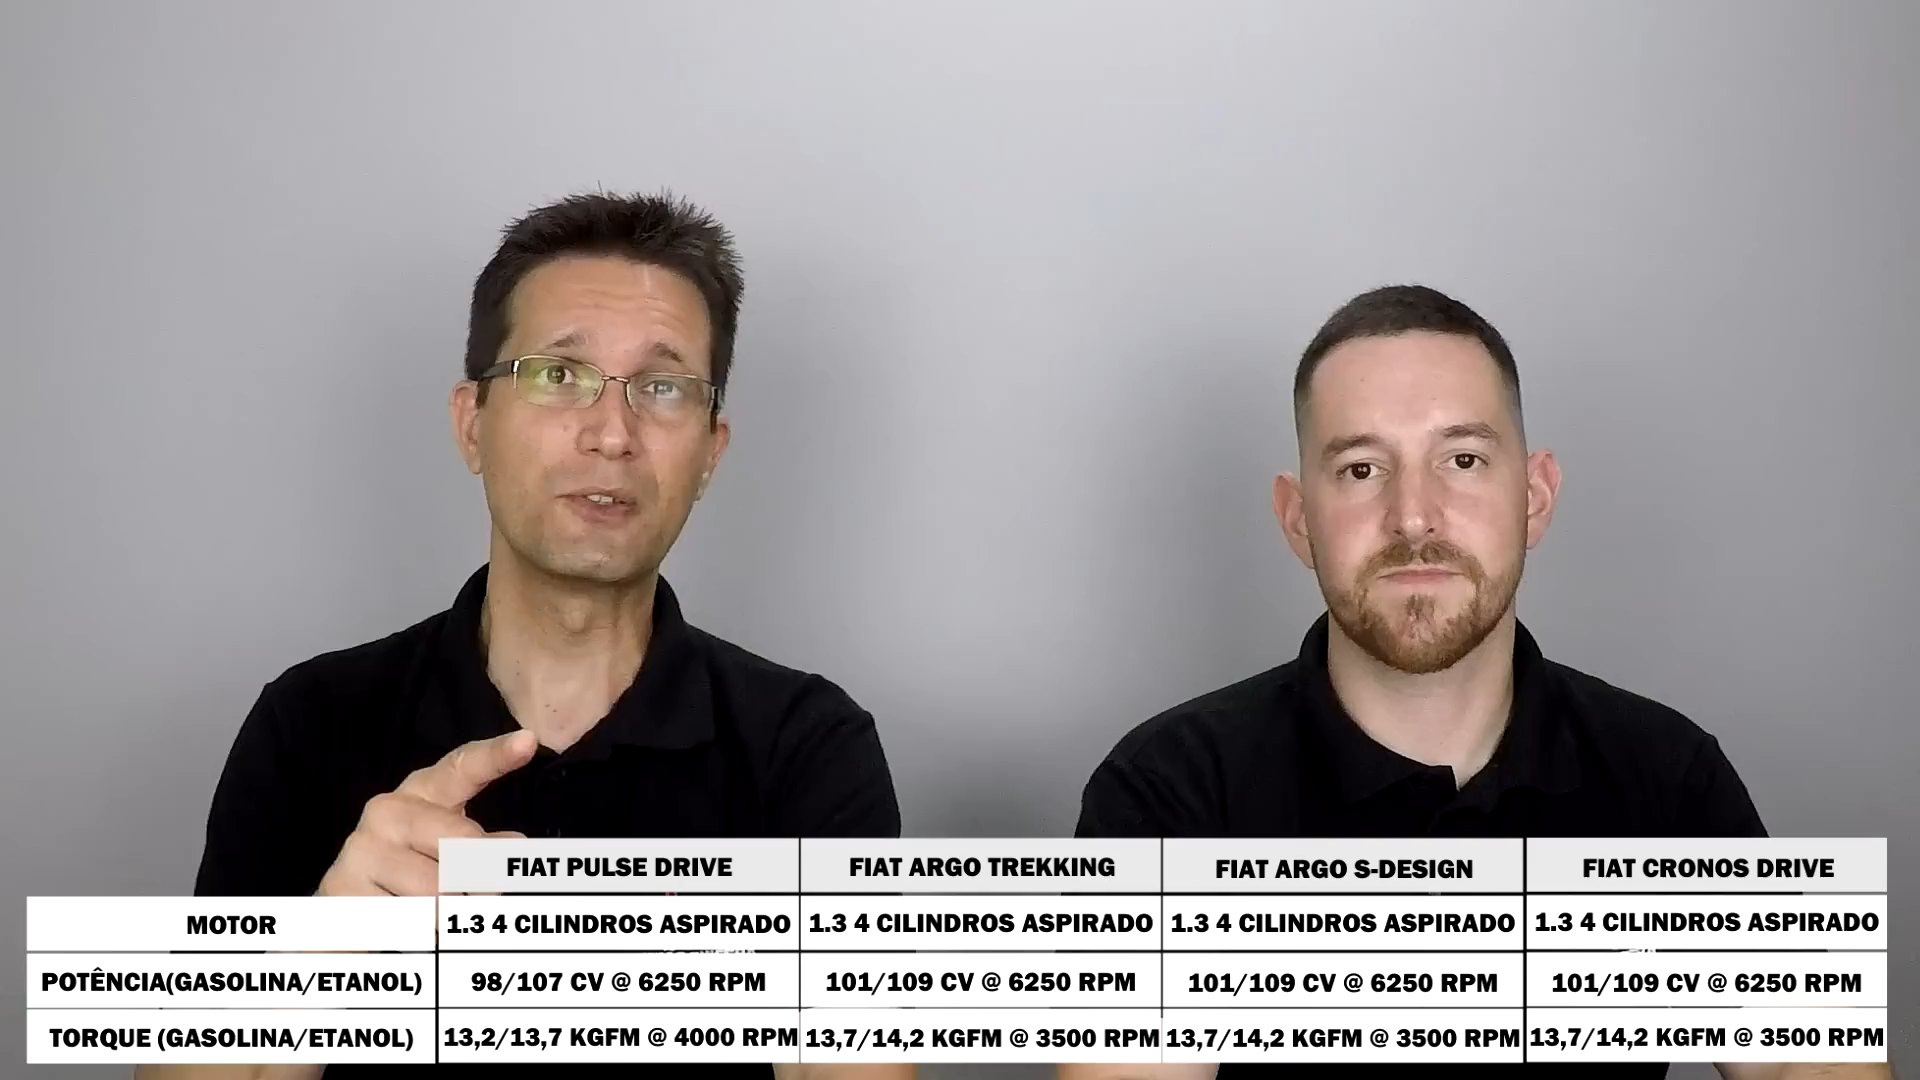 FIAT PULSE DRIVE FIAT ARGO TREKKING FIAT ARGO S-DESIGN FIAT CRONOS DRIVE
MOTOR 1.3 4 CILINDROS ASPIRADO 1.3 4 CILINDROS ASPIRADO 1.3 4 CILINDROS ASPIRADO 1.3 4 CILINDROS ASPIRADO
POTÊNCIA(GASOLINA/ETANOL) 98/107 CV @ 6250 RPM 101/109 CV @ 6250 RPM 101/109 CV @ 6250 RPM 101/109 CV @ 6250 RPM
TORQUE (GASOLINA/ETANOL) 13,2/13,7 KGFM @ 4000 RPM 13,7/14,2 KGFM @ 3500 RPM 13,7/14,2 KGFM @ 3500 RPM 13,7/14,2 KGFM @ 3500 RPM